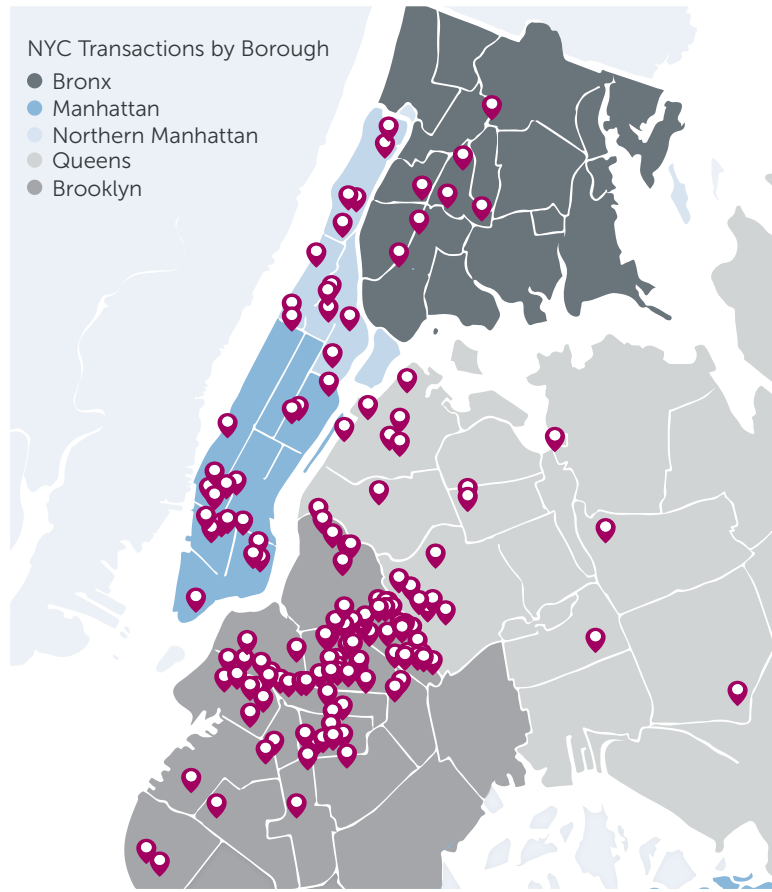 NYC Transactions by Borough
Bronx
Manhattan
Northern Manhattan
Queens
Brooklyn